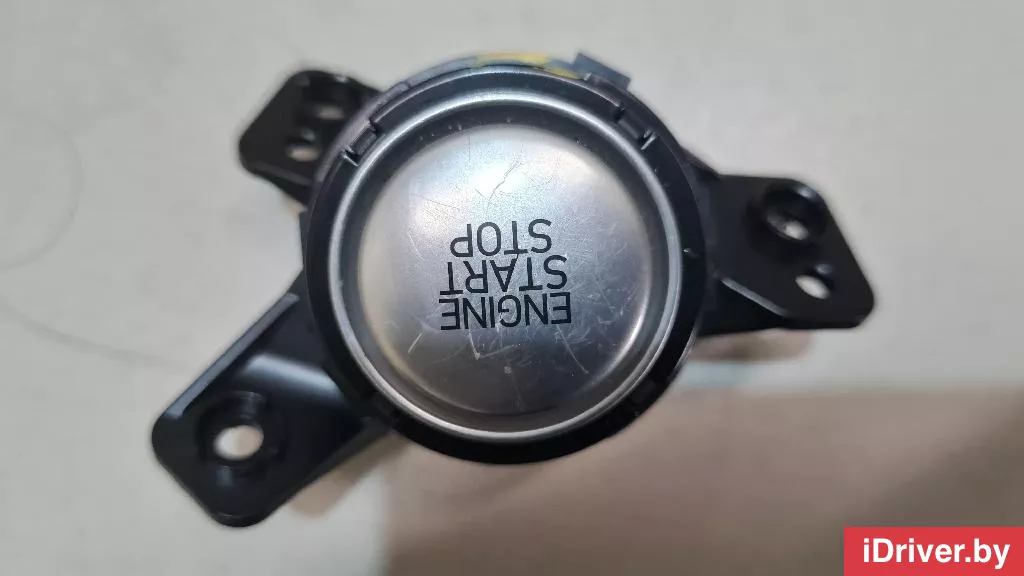 ENGINE
START
STOP
iDriver.by